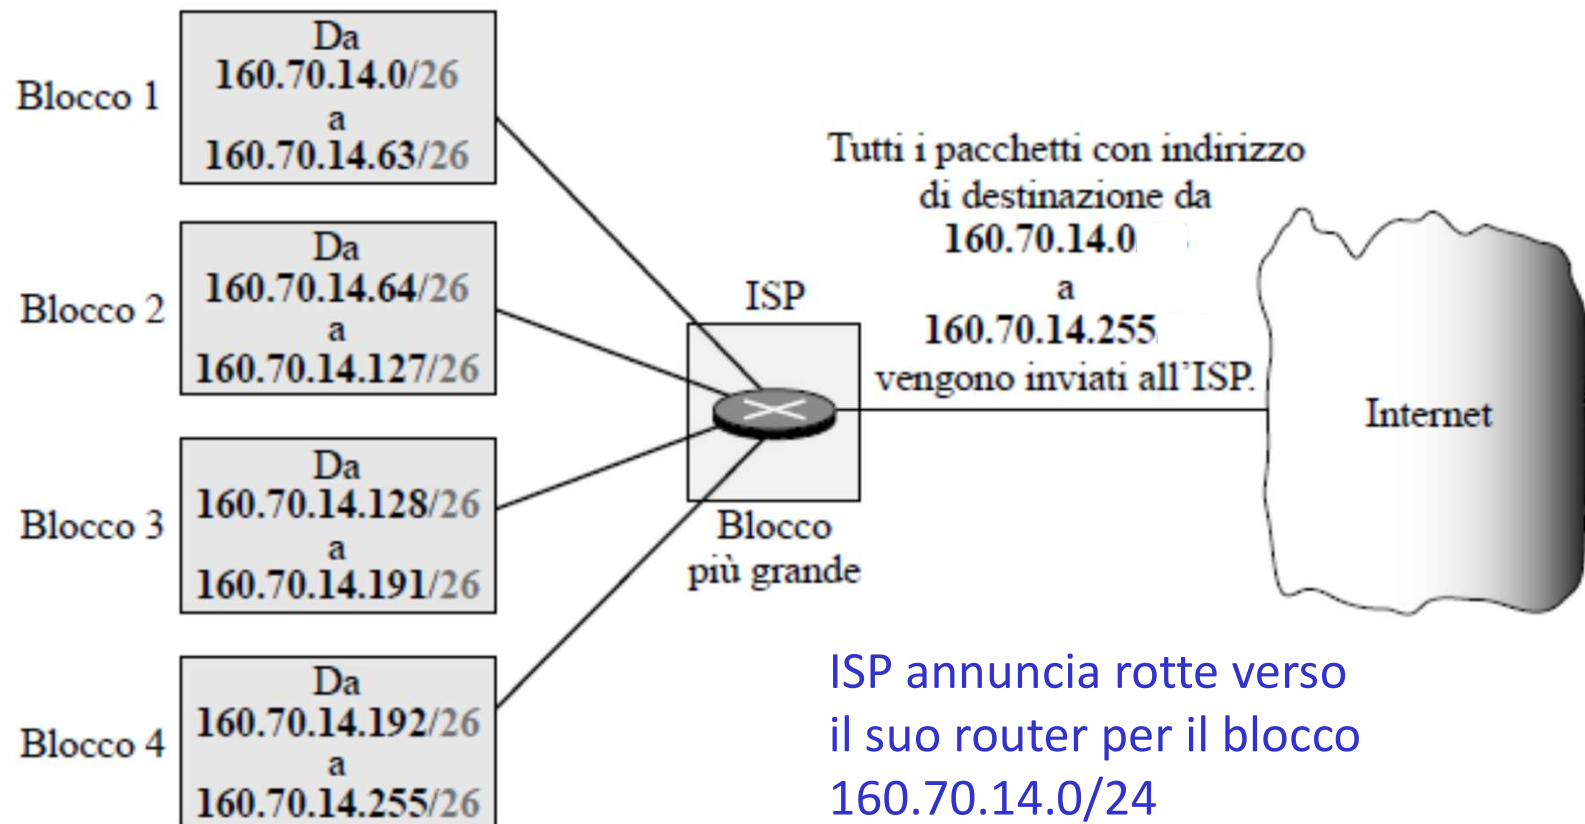 Blocco 1
Da
160.70.14.0/26
a
160.70.14.63/26
Blocco 2
Da
160.70.14.64/26
a
160.70.14.127/26
Blocco 3
Da
160.70.14.128/26
a
160.70.14.191/26
Blocco 4
Da
160.70.14.192/26
a
160.70.14.255/26
ISP
Blocco
più grande
Tutti i pacchetti con indirizzo
di destinazione da
160.70.14.0
a
160.70.14.255
vengono inviati all'ISP.
Internet
ISP annuncia rotte verso
il suo router per il blocco
160.70.14.0/24